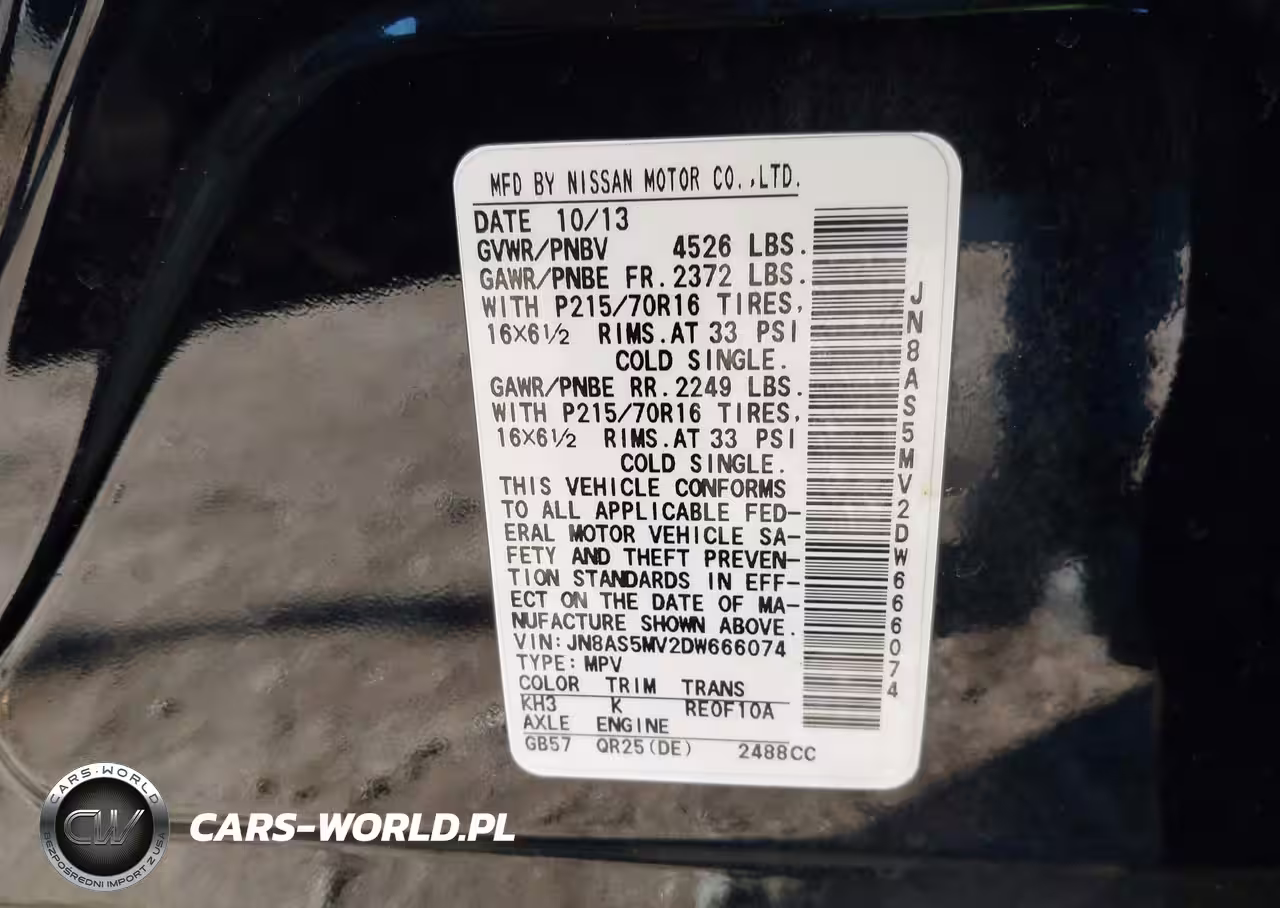 MFD BY NISSAN MOTOR CO.,LTD.
DATE 10/13
GVWR/PNBV 4526 LBS.
GAWR/PNBE FR.2372 LBS.
WITH P215/70R16 TIRES,
16X6½ RIMS.AT 33 PSI
COLD SINGLE.
GAWR/PNBE RR.2249 LBS.
WITH P215/70R16 TIRES,
16X6½ RIMS.AT 33 PSI
COLD SINGLE.
THIS VEHICLE CONFORMS
TO ALL APPLICABLE FED-
ERAL MOTOR VEHICLE SA-
FETY AND THEFT PREVEN-
TION STANDARDS IN EFF-
ECT ON THE DATE OF MA-
NUFACTURE SHOWN ABOVE.
VIN:JN8AS5MV2DW666074
TYPE:MPV
COLOR TRIM TRANS
KH3 K RE0F10A
AXLE ENGINE
GB57 QR25(DE) 2488CC
JN8AS5MV2DW666074
CARS-WORLD
CW
BEZPOŚREDNI IMPORT Z USA
CARS-WORLD.PL